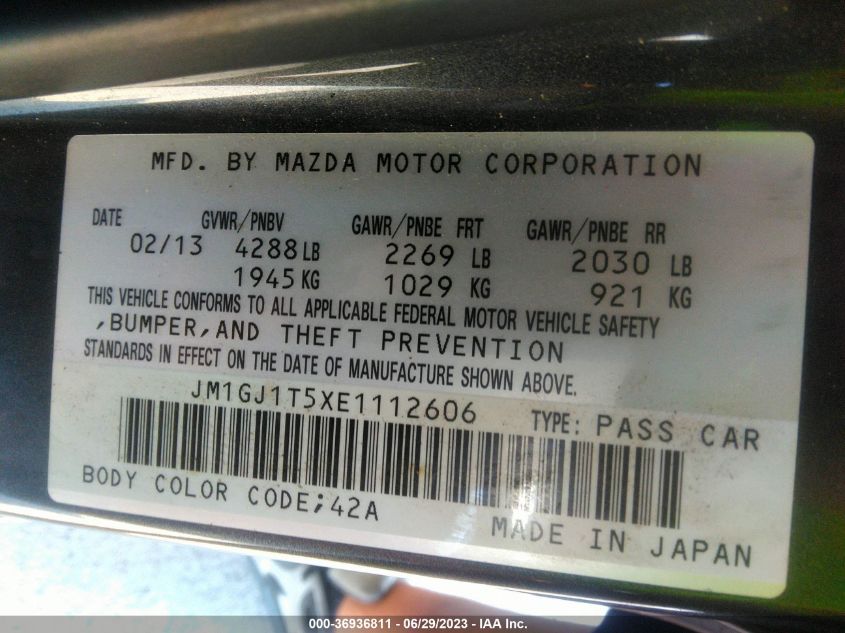 MFD. BY MAZDA MOTOR CORPORATION
DATE GVWR/PNBV GAWR/PNBE FRT GAWR/PNBE RR
02/13 4288 LB 2269 LB 2030 LB
1945 KG 1029 KG 921 KG
THIS VEHICLE CONFORMS TO ALL APPLICABLE FEDERAL MOTOR VEHICLE SAFETY
,BUMPER,AND THEFT PREVENTION
STANDARDS IN EFFECT ON THE DATE OF MANUFACTURE SHOWN ABOVE.
JM1GJ1T5XE1112606 TYPE: PASS CAR
BODY COLOR CODE;42A
MADE IN JAPAN
000-36936811 - 06/29/2023 - IAA Inc.